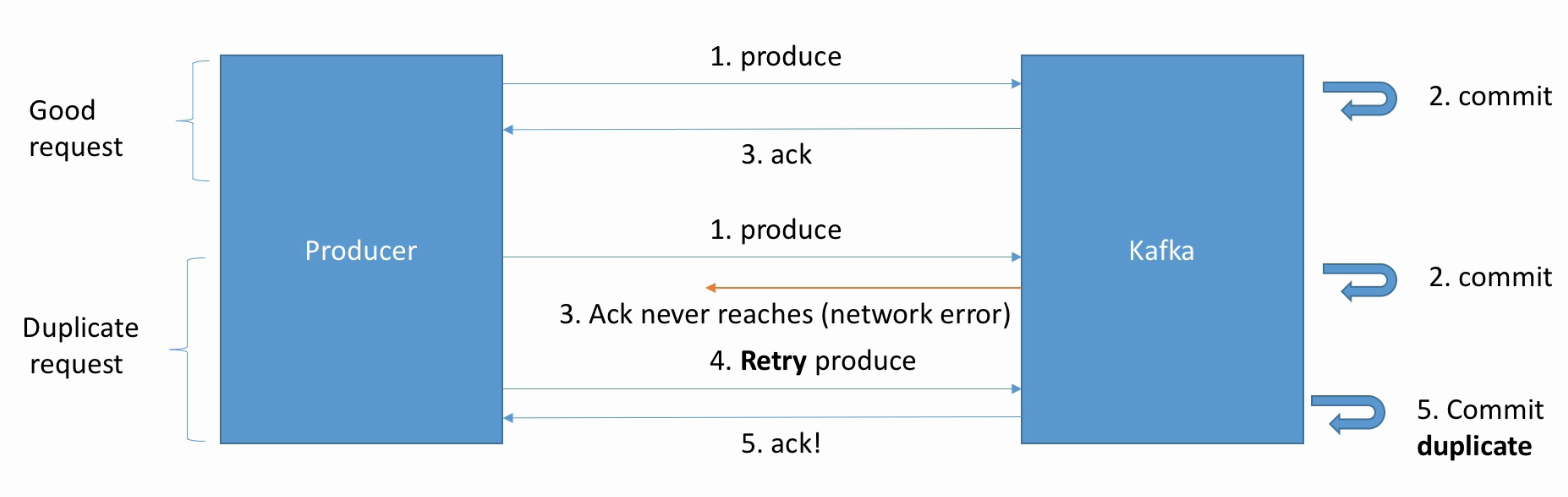 1. produce
Good
request
2. commit
3. ack
1. produce
Producer
Kafka
2. commit
3. Ack never reaches (network error)
Duplicate
request
4. Retry produce
5. Commit
duplicate
5. ack!